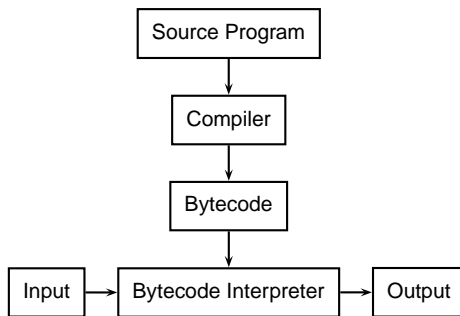 Source Program
Compiler
Bytecode
Input
Bytecode Interpreter
Output